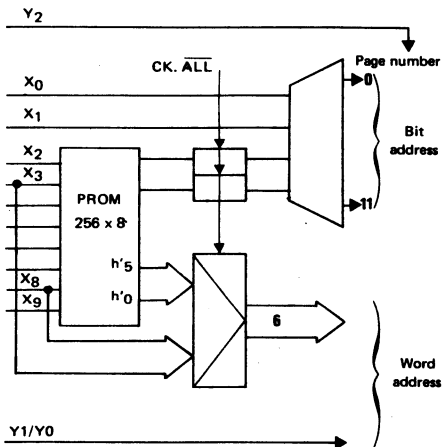 Y2
Page number
CK. ALL
0
X0
X1
Bit
address
X2
X3
PROM
256 x 8
11
h'5
X8
h'0
X9
6
Word
address
Y1/Y0